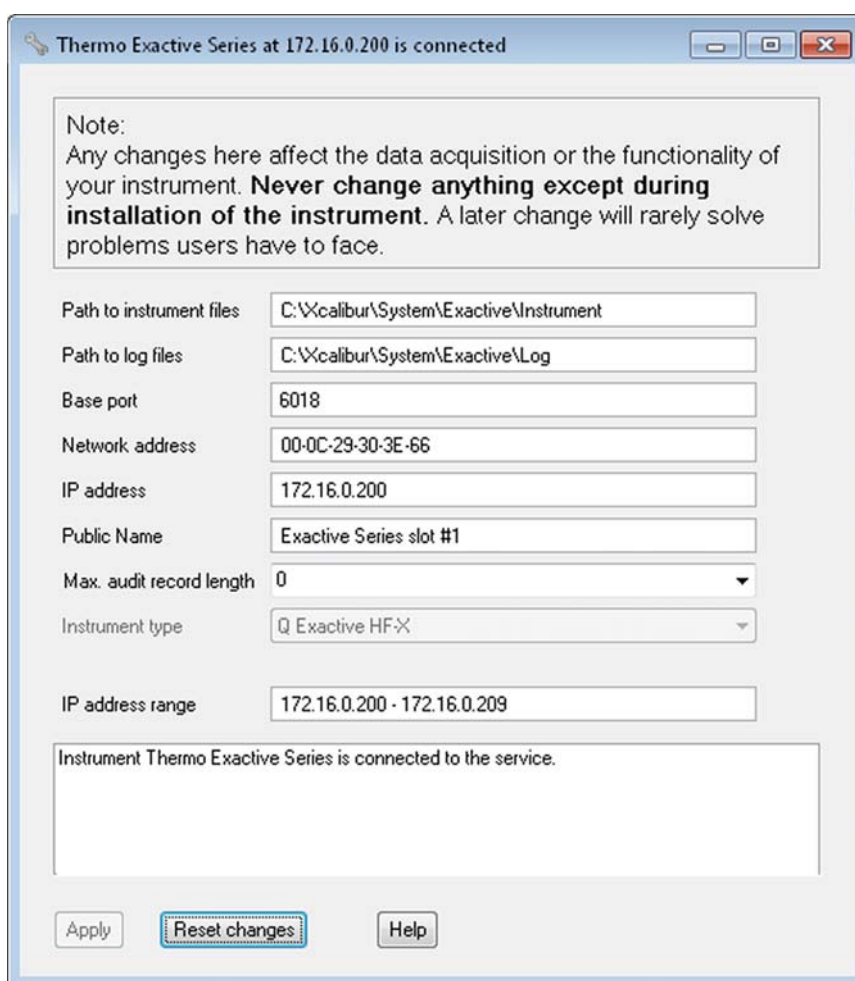 Thermo Exactive Series at 172.16.0.200 is connected
Note:
Any changes here affect the data acquisition or the functionality of
your instrument. Never change anything except during
installation of the instrument. A later change will rarely solve
problems users have to face.
Path to instrument files C:\Xcalibur\System\Exactive\Instrument
Path to log files C:\Xcalibur\System\Exactive\Log
Base port 6018
Network address 00-0C-29-30-3E-66
IP address 172.16.0.200
Public Name Exactive Series slot #1
Max. audit record length 0
Instrument type Q Exactive HF-X
IP address range 172.16.0.200 - 172.16.0.209
Instrument Thermo Exactive Series is connected to the service.
Apply Reset changes Help